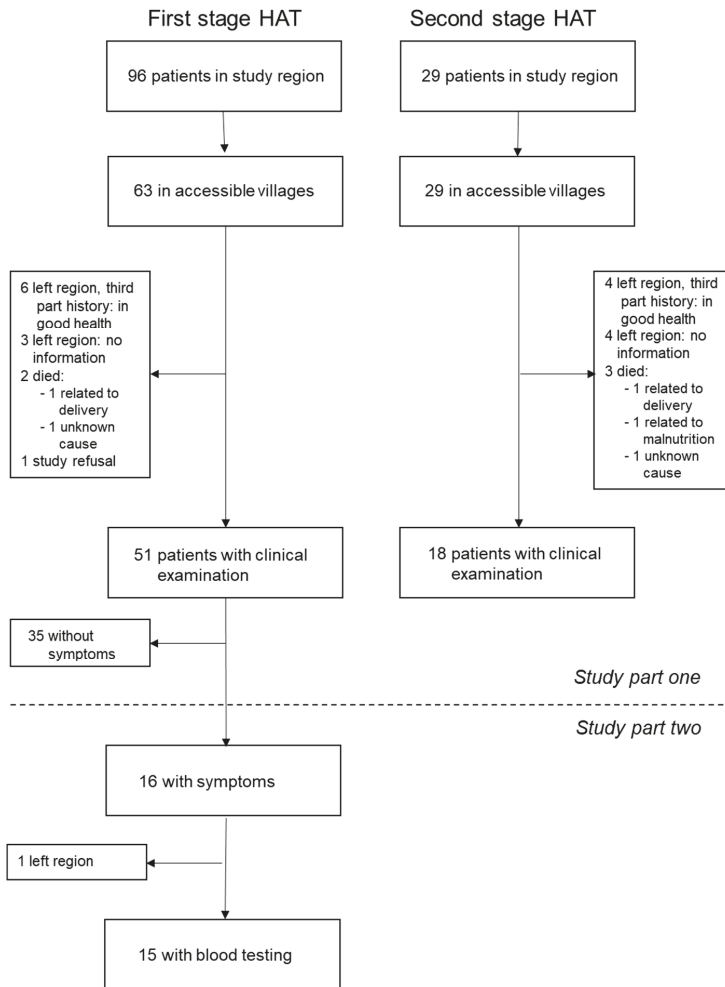 First stage HAT
Second stage HAT
96 patients in study region
29 patients in study region
63 in accessible villages
29 in accessible villages
6 left region, third
part history: in
good health
3 left region: no
information
2 died:
- 1 related to
delivery
- 1 unknown
cause
1 study refusal
4 left region, third
part history: in
good health
4 left region: no
information
3 died:
- 1 related to
delivery
- 1 related to
malnutrition
- 1 unknown
cause
51 patients with clinical
examination
18 patients with clinical
examination
35 without
symptoms
Study part one
Study part two
16 with symptoms
1 left region
15 with blood testing